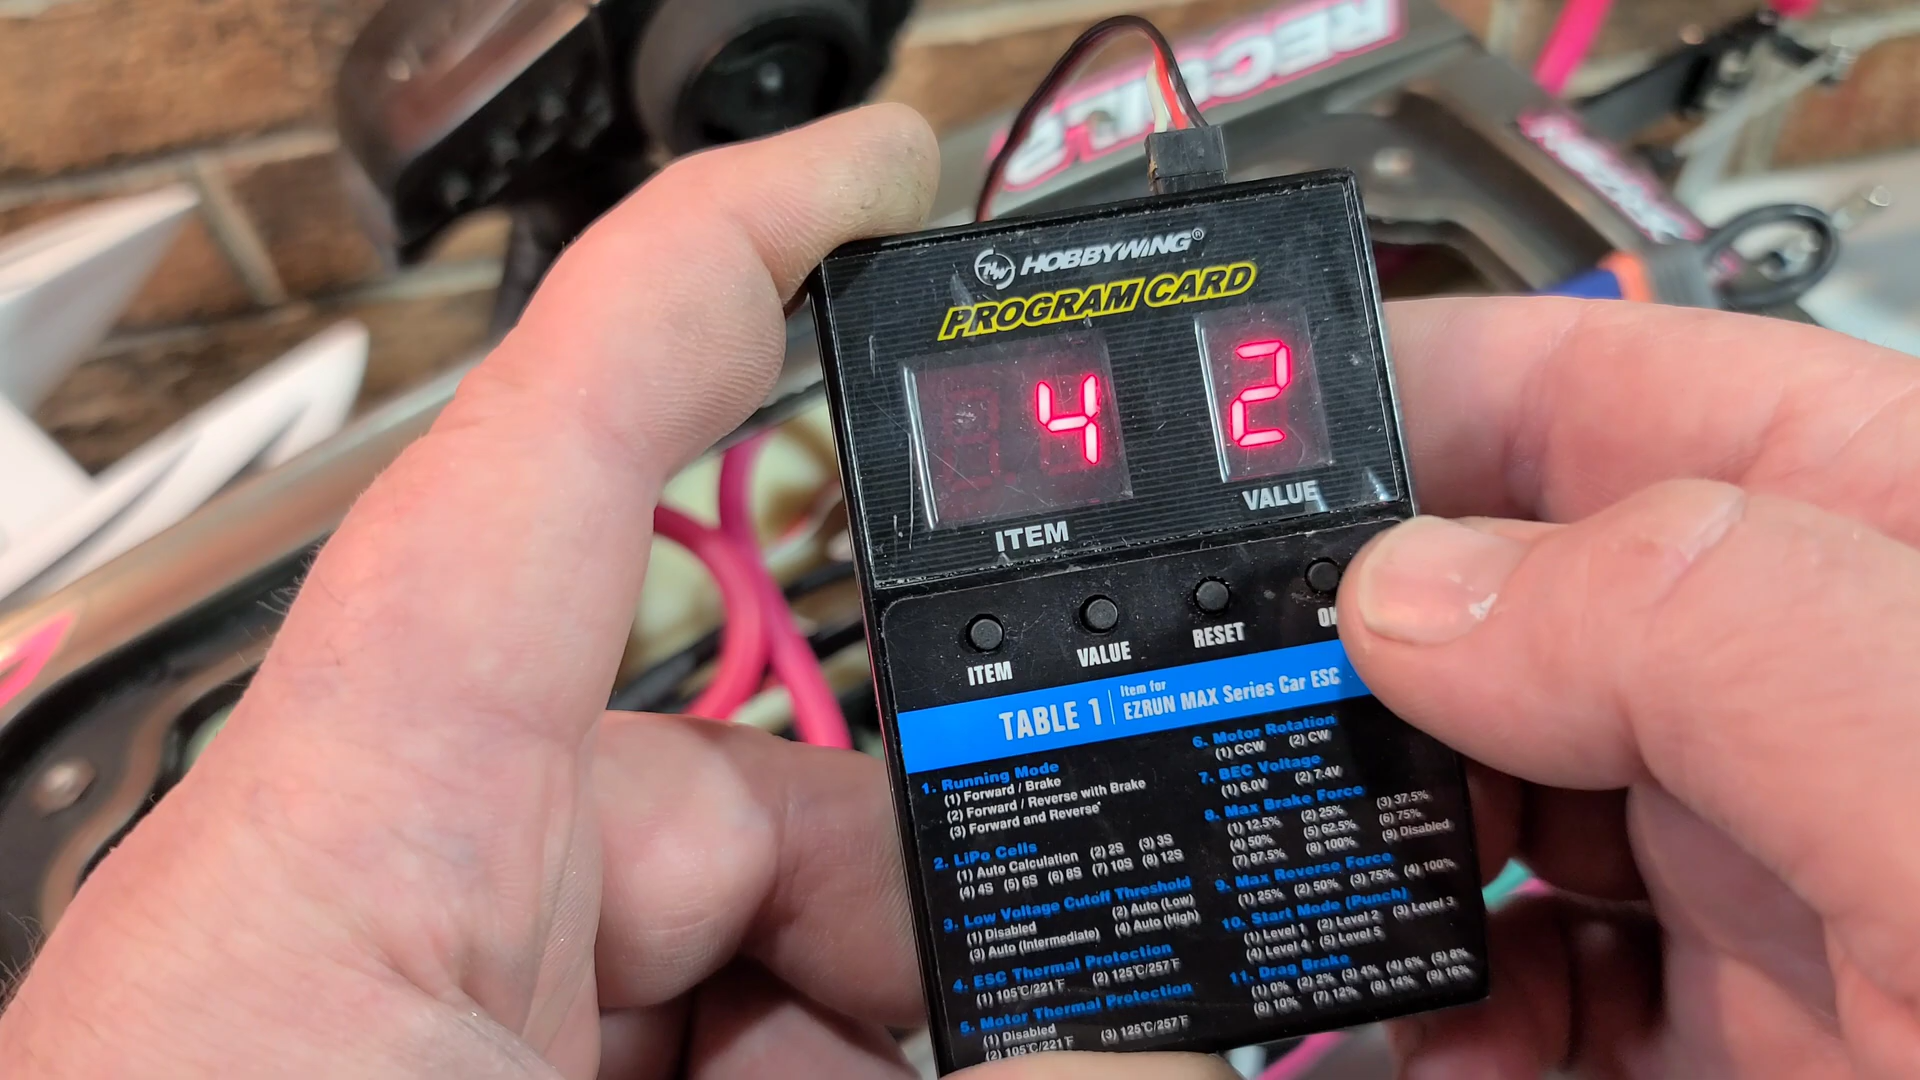 RECOIL2
HW HOBBYWING®
PROGRAM CARD
4 2
ITEM VALUE
ITEM VALUE RESET
TABLE 1 | Item for EZRUN MAX Series Car ESC
1. Running Mode
(1) Forward / Brake
(2) Forward / Reverse with Brake
(3) Forward and Reverse
2. LiPo Cells
(1) Auto Calculation (2) 2S (3) 3S
(4) 4S (5) 6S (6) 8S (7) 10S (8) 12S
3. Low Voltage Cutoff Threshold
(1) Disabled (2) Auto (Low)
(3) Auto (Intermediate) (4) Auto (High)
4. ESC Thermal Protection
(1) 105℃/221℉ (2) 125℃/257℉
5. Motor Thermal Protection
(1) Disabled
(2) 105℃/221℉ (3) 125℃/257℉
6. Motor Rotation
(1) CCW (2) CW
7. BEC Voltage
(1) 6.0V (2) 7.4V
8. Max Brake Force
(1) 12.5% (2) 25% (3) 37.5%
(4) 50% (5) 62.5% (6) 75%
(7) 87.5% (8) 100% (9) Disabled
9. Max Reverse Force
(1) 25% (2) 50% (3) 75% (4) 100%
10. Start Mode (Punch)
(1) Level 1 (2) Level 2 (3) Level 3
(4) Level 4 (5) Level 5
11. Drag Brake
(1) 0% (2) 2% (3) 4% (4) 6% (5) 8%
(6) 10% (7) 12% (8) 14% (9) 16%